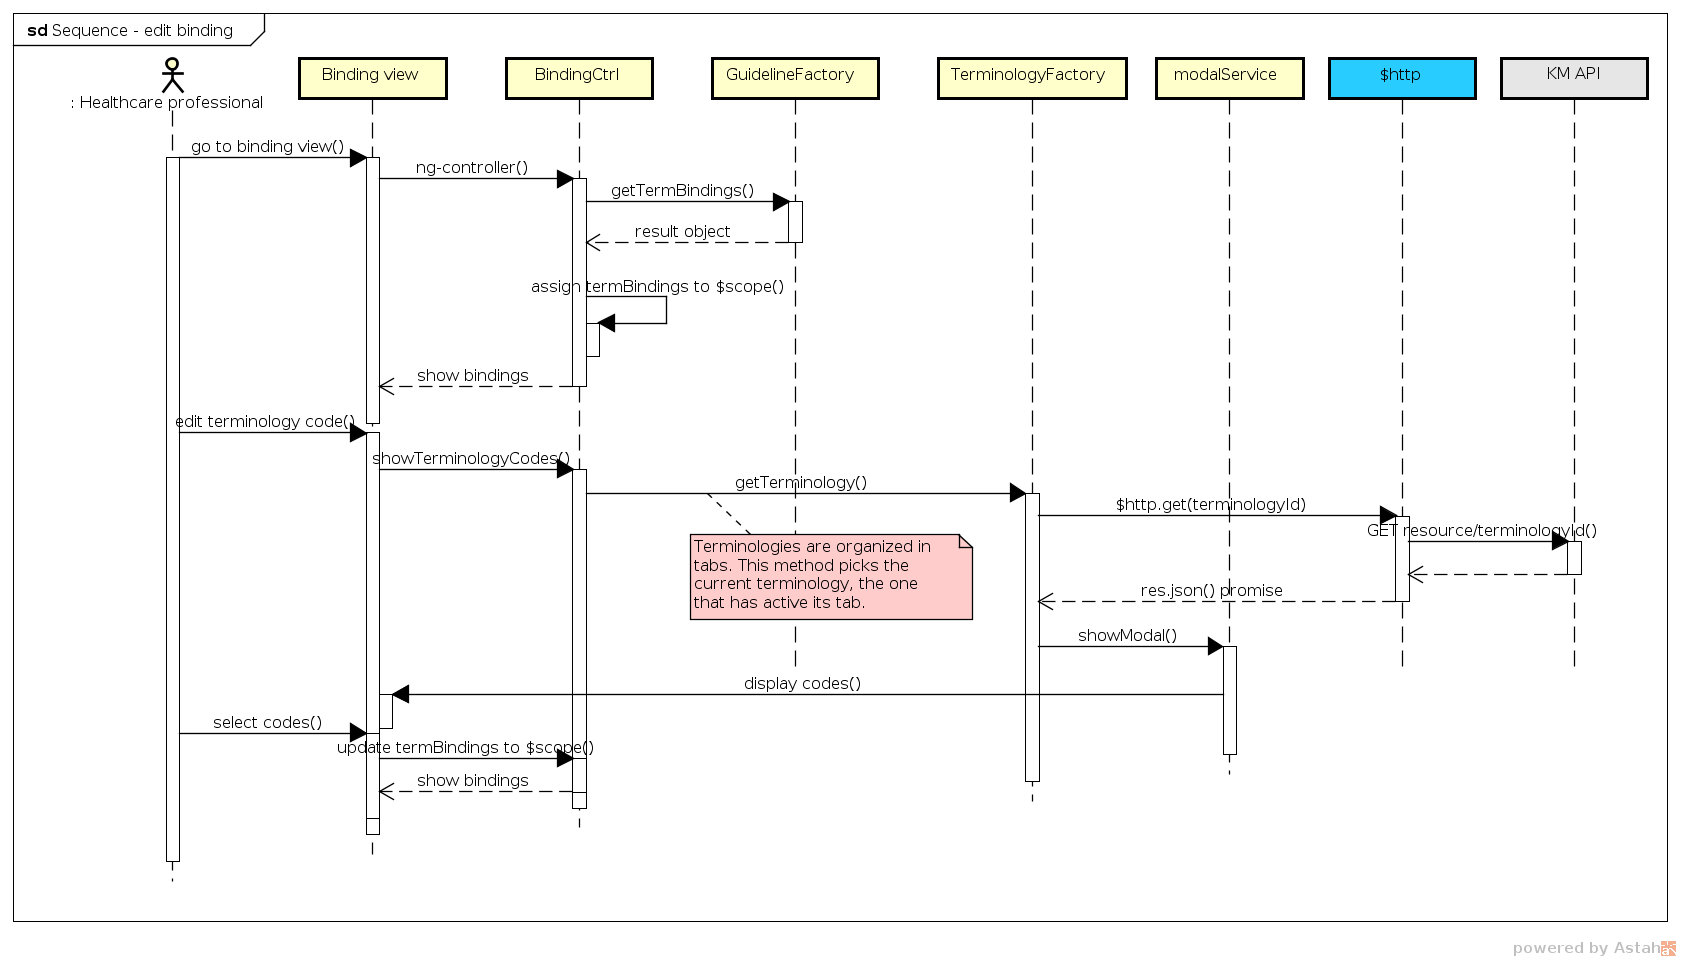 sd Sequence - edit binding
: Healthcare professional
Binding view
BindingCtrl
GuidelineFactory
TerminologyFactory
modalService
$http
KM API
go to binding view()
ng-controller()
getTermBindings()
result object
assign termBindings to $scope()
show bindings
edit terminology code()
showTerminologyCodes()
getTerminology()
$http.get(terminologyId)
GET resource/terminologyId()
Terminologies are organized in
tabs. This method picks the
current terminology, the one
that has active its tab.
res.json() promise
showModal()
display codes()
select codes()
update termBindings to $scope()
show bindings
powered by Astah